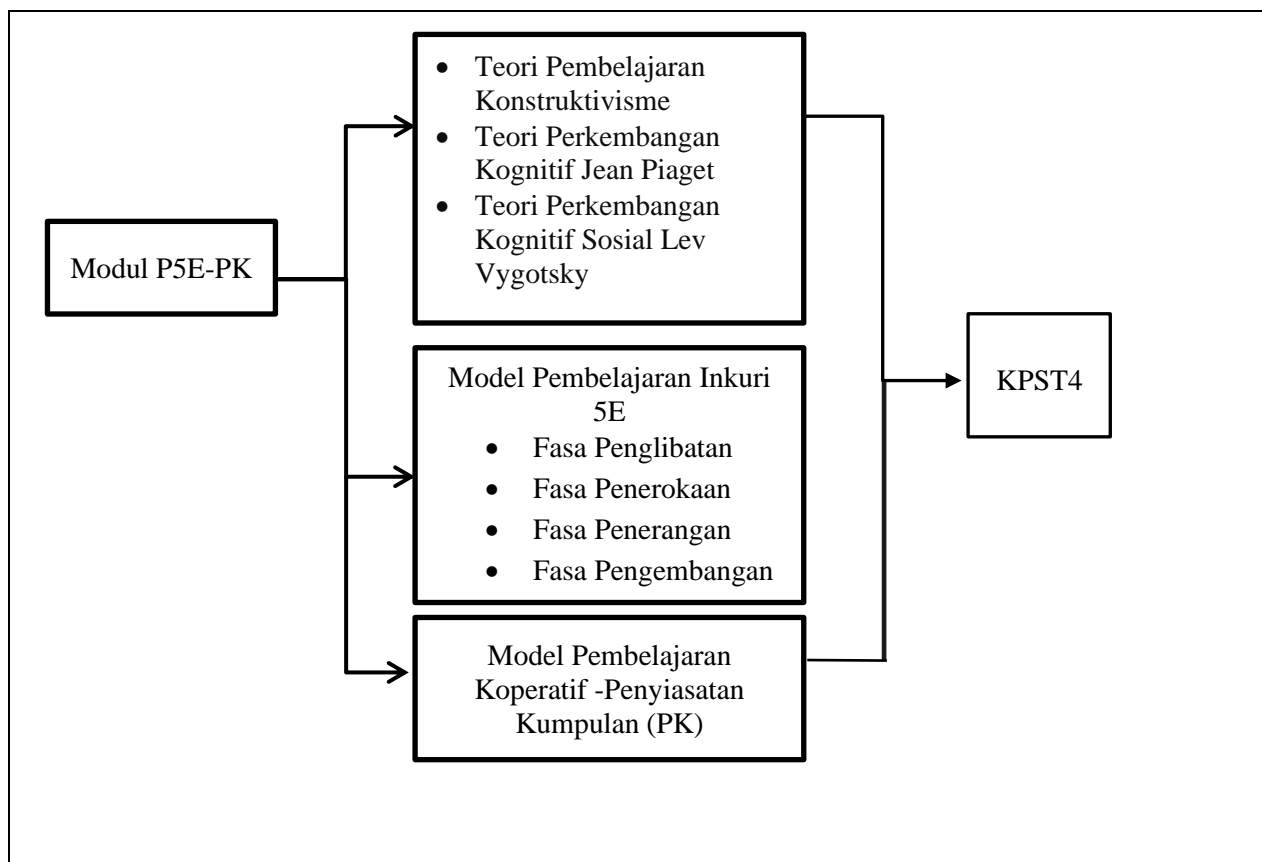 Modul P5E-PK
• Teori Pembelajaran
Konstruktivisme
• Teori Perkembangan
Kognitif Jean Piaget
• Teori Perkembangan
Kognitif Sosial Lev
Vygotsky
Model Pembelajaran Inkuri
5E
• Fasa Penglibatan
• Fasa Penerokaan
• Fasa Penerangan
• Fasa Pengembangan
Model Pembelajaran
Koperatif -Penyiasatan
Kumpulan (PK)
KPST4